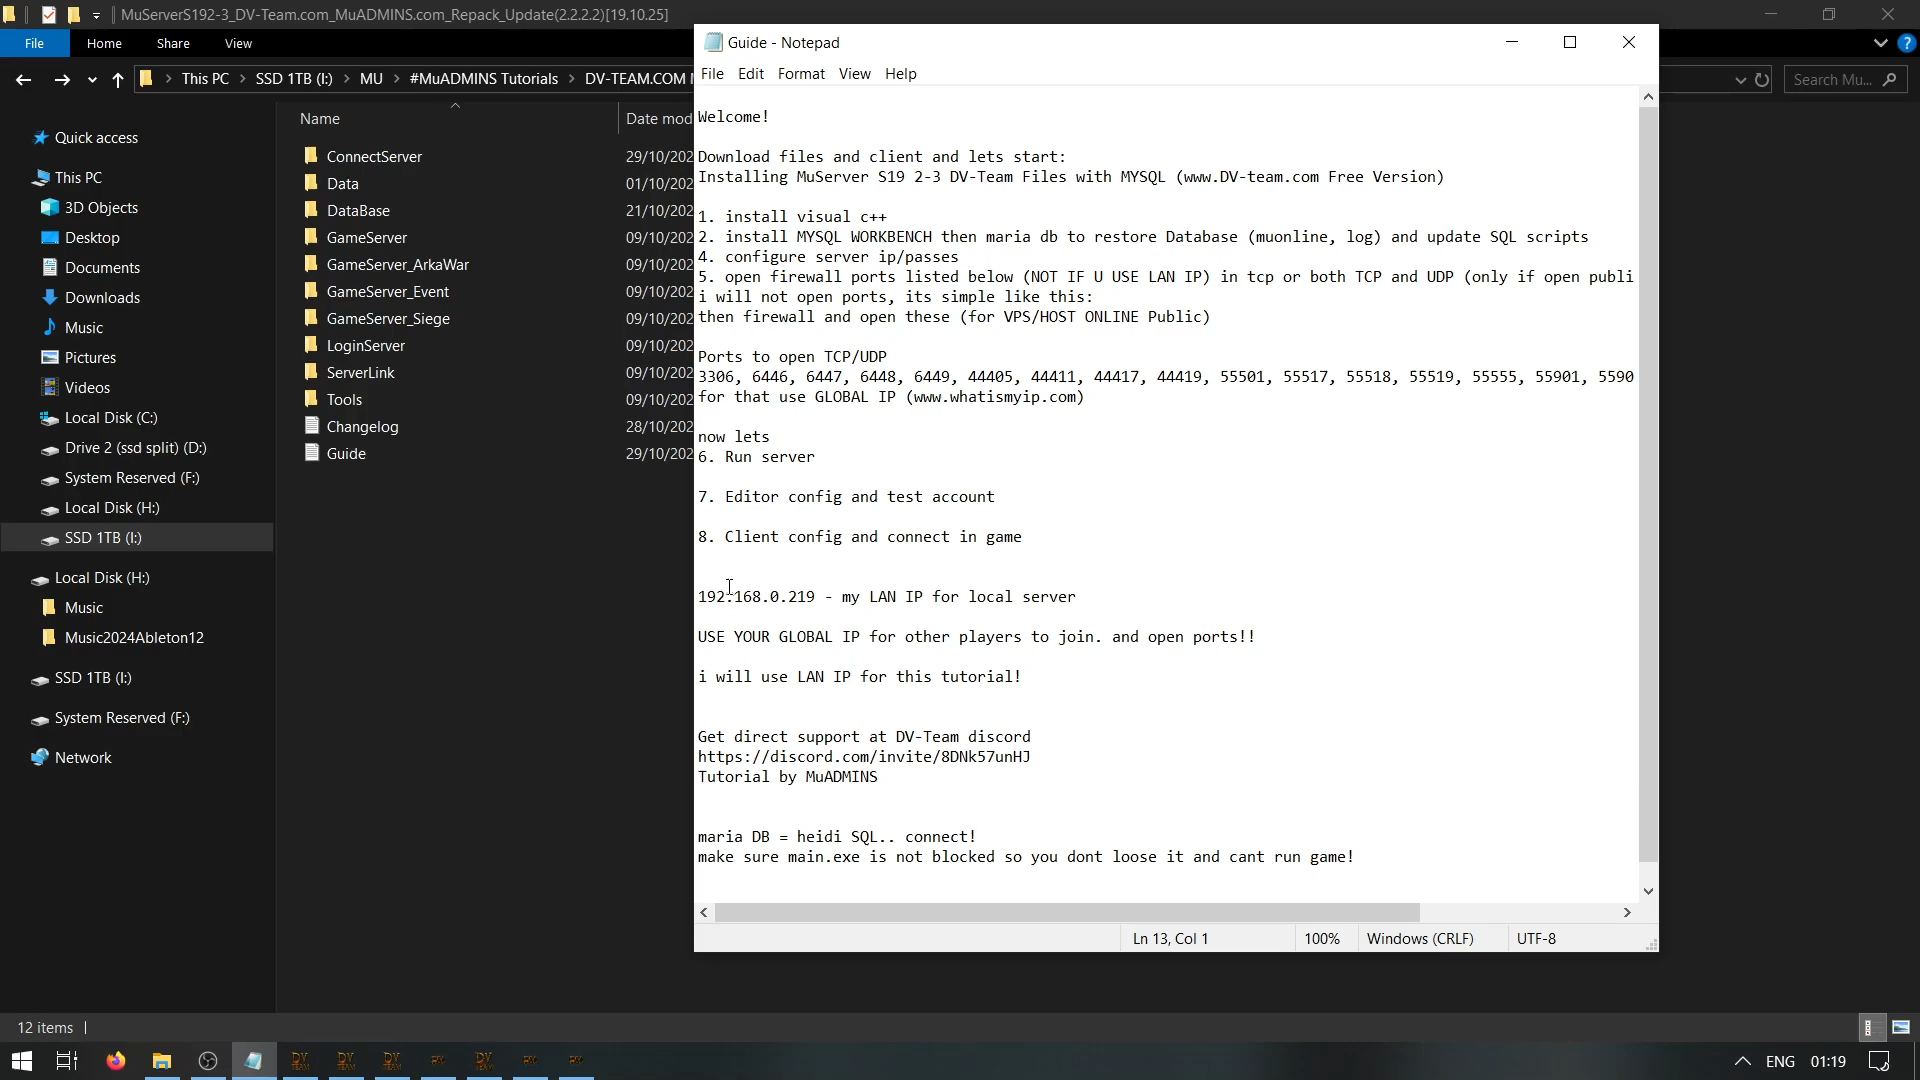 MuServerS192-3_DV-Team.com_MuADMINS.com_Repack_Update(2.2.2.2)[19.10.25]
File Home Share View
This PC > SSD 1TB (I:) > MU > #MuADMINS Tutorials > DV-TEAM.COM
Search Mu...
Quick access
This PC
3D Objects
Desktop
Documents
Downloads
Music
Pictures
Videos
Local Disk (C:)
Drive 2 (ssd split) (D:)
System Reserved (F:)
Local Disk (H:)
SSD 1TB (I:)
Local Disk (H:)
Music
Music2024Ableton12
SSD 1TB (I:)
System Reserved (F:)
Network
Name Date mod
ConnectServer 29/10/202
Data 01/10/202
DataBase 21/10/202
GameServer 09/10/202
GameServer_ArkaWar 09/10/202
GameServer_Event 09/10/202
GameServer_Siege 09/10/202
LoginServer 09/10/202
ServerLink 09/10/202
Tools 09/10/202
Changelog 28/10/202
Guide 29/10/202
Guide - Notepad
File Edit Format View Help
Welcome!
Download files and client and lets start:
Installing MuServer S19 2-3 DV-Team Files with MYSQL (www.DV-team.com Free Version)
1. install visual c++
2. install MYSQL WORKBENCH then maria db to restore Database (muonline, log) and update SQL scripts
4. configure server ip/passes
5. open firewall ports listed below (NOT IF U USE LAN IP) in tcp or both TCP and UDP (only if open publi
i will not open ports, its simple like this:
then firewall and open these (for VPS/HOST ONLINE Public)
Ports to open TCP/UDP
3306, 6446, 6447, 6448, 6449, 44405, 44411, 44417, 44419, 55501, 55517, 55518, 55519, 55555, 55901, 5590
for that use GLOBAL IP (www.whatismyip.com)
now lets
6. Run server
7. Editor config and test account
8. Client config and connect in game
192.168.0.219 - my LAN IP for local server
USE YOUR GLOBAL IP for other players to join. and open ports!!
i will use LAN IP for this tutorial!
Get direct support at DV-Team discord
https://discord.com/invite/8DNk57unHJ
Tutorial by MuADMINS
maria DB = heidi SQL.. connect!
make sure main.exe is not blocked so you dont loose it and cant run game!
Ln 13, Col 1 100% Windows (CRLF) UTF-8
12 items
ENG 01:19